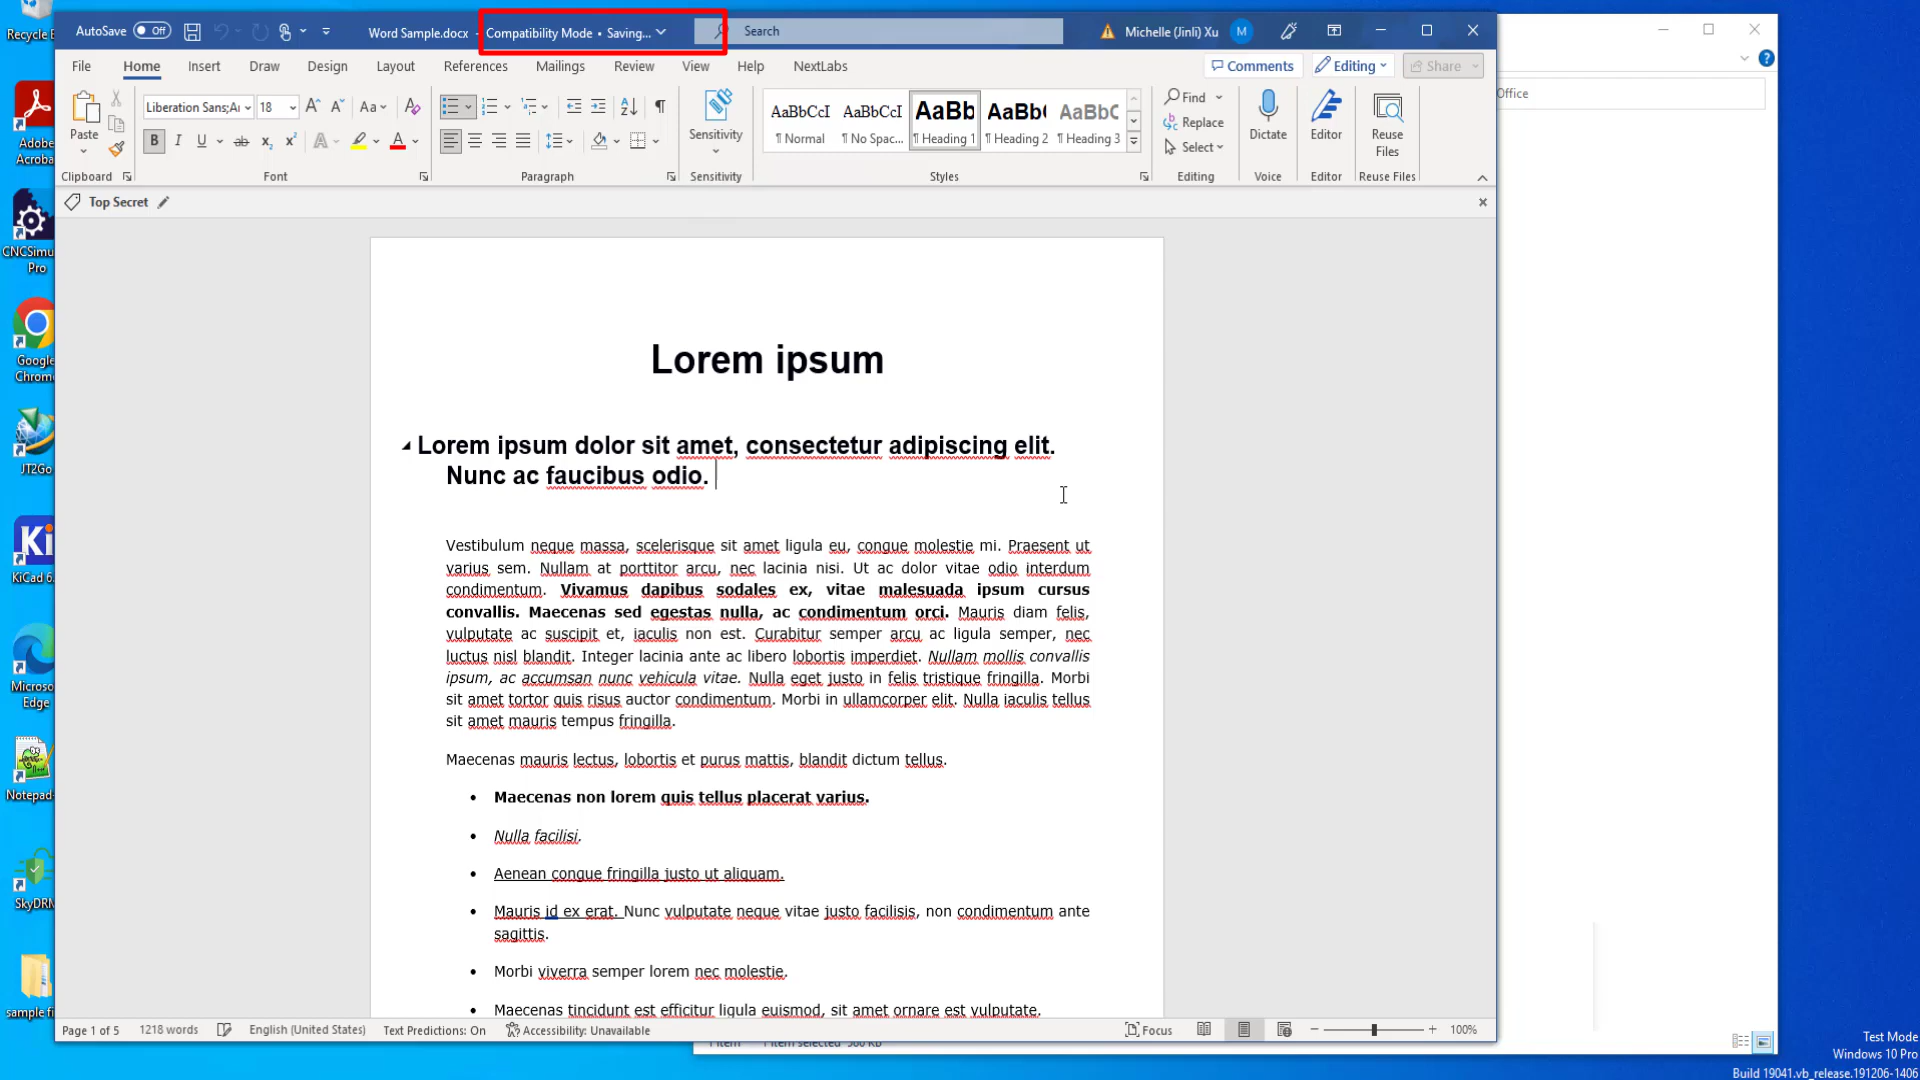 Recycle Bin
AutoSave Off
Word Sample.docx - Compatibility Mode • Saving...
Search
Michelle (Jinli) Xu M
File Home Insert Draw Design Layout References Mailings Review View Help NextLabs
Comments Editing Share
Office
Paste
Liberation Sans;Ar 18
AaBbCcI AaBbCcI AaBb AaBb( AaBbC
¶ Normal ¶ No Spac... ¶ Heading 1 ¶ Heading 2 ¶ Heading 3
Sensitivity
Find
Replace
Select
Dictate
Editor
Reuse
Files
Clipboard Font Paragraph Sensitivity Styles Editing Voice Editor Reuse Files
Top Secret
Adobe
Acroba
CNCSimu
Pro
Google
Chrome
JT2Go
KiCad 6.
Microso
Edge
Notepad
SkyDRM
sample fi
Lorem ipsum
Lorem ipsum dolor sit amet, consectetur adipiscing elit.
Nunc ac faucibus odio.
Vestibulum neque massa, scelerisque sit amet ligula eu, congue molestie mi. Praesent ut
varius sem. Nullam at porttitor arcu, nec lacinia nisi. Ut ac dolor vitae odio interdum
condimentum. Vivamus dapibus sodales ex, vitae malesuada ipsum cursus
convallis. Maecenas sed egestas nulla, ac condimentum orci. Mauris diam felis,
vulputate ac suscipit et, iaculis non est. Curabitur semper arcu ac ligula semper, nec
luctus nisl blandit. Integer lacinia ante ac libero lobortis imperdiet. Nullam mollis convallis
ipsum, ac accumsan nunc vehicula vitae. Nulla eget justo in felis tristique fringilla. Morbi
sit amet tortor quis risus auctor condimentum. Morbi in ullamcorper elit. Nulla iaculis tellus
sit amet mauris tempus fringilla.
Maecenas mauris lectus, lobortis et purus mattis, blandit dictum tellus.
• Maecenas non lorem quis tellus placerat varius.
• Nulla facilisi.
• Aenean congue fringilla justo ut aliquam.
• Mauris id ex erat. Nunc vulputate neque vitae justo facilisis, non condimentum ante
sagittis.
• Morbi viverra semper lorem nec molestie.
• Maecenas tincidunt est efficitur ligula euismod, sit amet ornare est vulputate.
Page 1 of 5 1218 words English (United States) Text Predictions: On Accessibility: Unavailable Focus 100%
1 item 1 item selected
Test Mode
Windows 10 Pro
Build 19041.vb_release.191206-1406